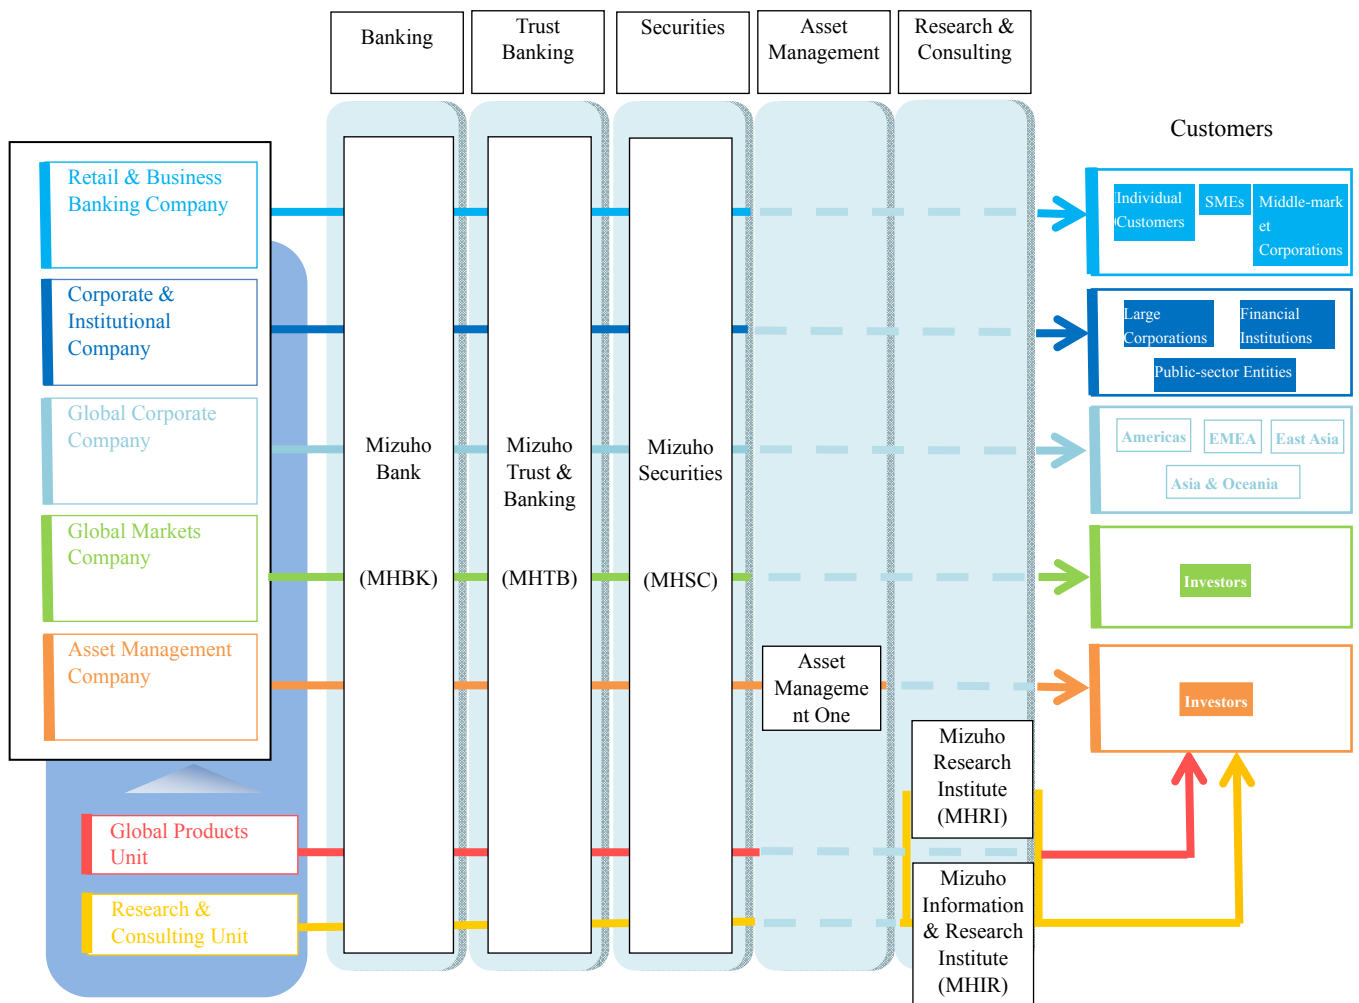 Banking
Trust
Banking
Securities
Asset
Management
Research &
Consulting
Customers
Retail & Business
Banking Company
Corporate &
Institutional
Company
Global Corporate
Company
Global Markets
Company
Asset Management
Company
Global Products
Unit
Research &
Consulting Unit
Mizuho
Bank
(MHBK)
Mizuho
Trust &
Banking
(MHTB)
Mizuho
Securities
(MHSC)
Asset
Manageme
nt One
Mizuho
Research
Institute
(MHRI)
Mizuho
Information
& Research
Institute
(MHIR)
Individual
Customers
SMEs
Middle-mark
et
Corporations
Large
Corporations
Financial
Institutions
Public-sector Entities
Americas
EMEA
East Asia
Asia & Oceania
Investors
Investors